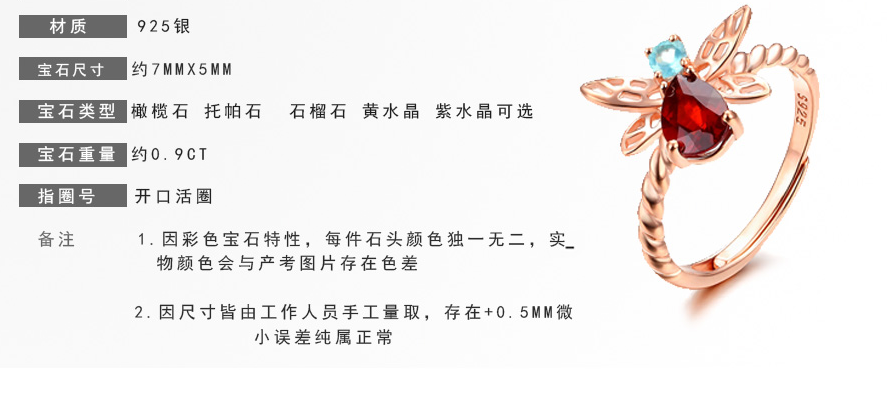 材质 925银
宝石尺寸 约7MMX5MM
宝石类型 橄榄石 托帕石 石榴石 黄水晶 紫水晶可选
宝石重量 约0.9CT
指圈号 开口活圈
备注 1.因彩色宝石特性，每件石头颜色独一无二，实_
物颜色会与产考图片存在色差
2.因尺寸皆由工作人员手工量取，存在+0.5MM微
小误差纯属正常
S925